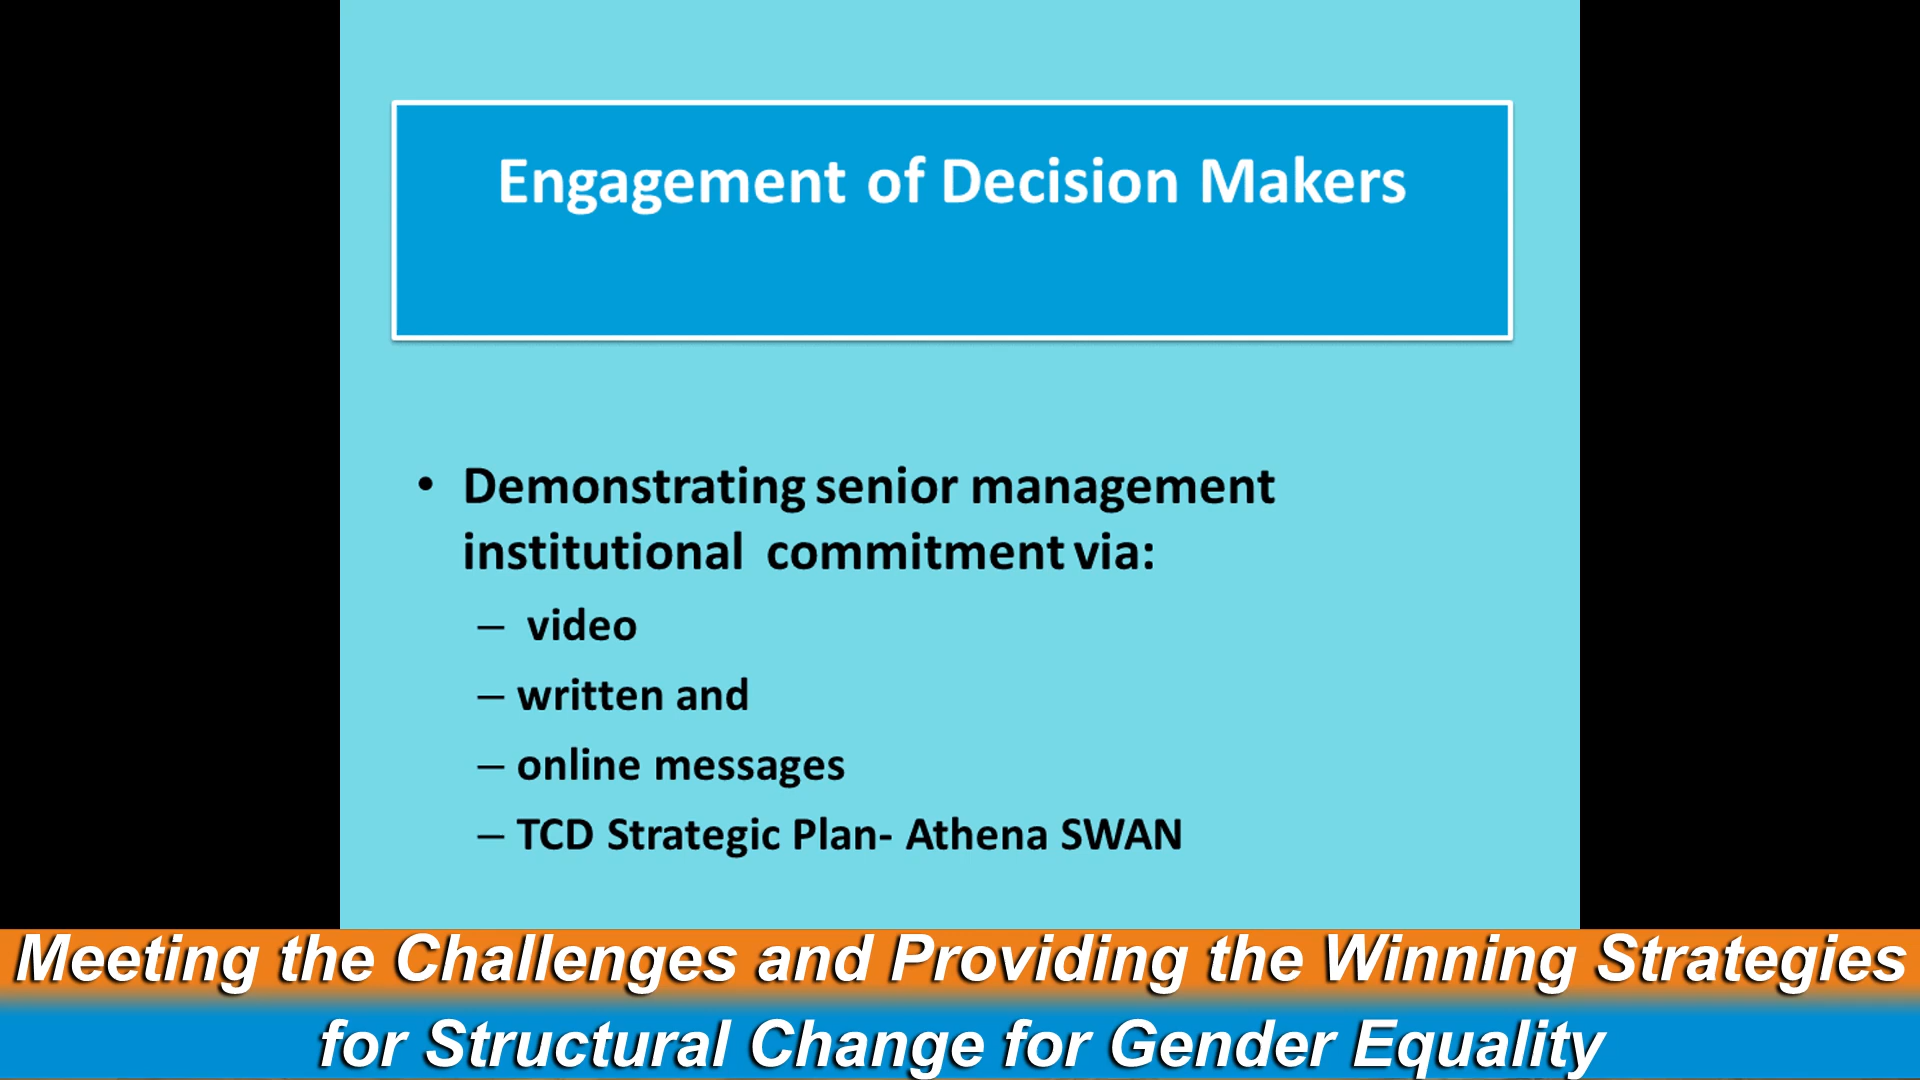 Engagement of Decision Makers
• Demonstrating senior management
institutional commitment via:
– video
– written and
– online messages
– TCD Strategic Plan- Athena SWAN
Meeting the Challenges and Providing the Winning Strategies
for Structural Change for Gender Equality